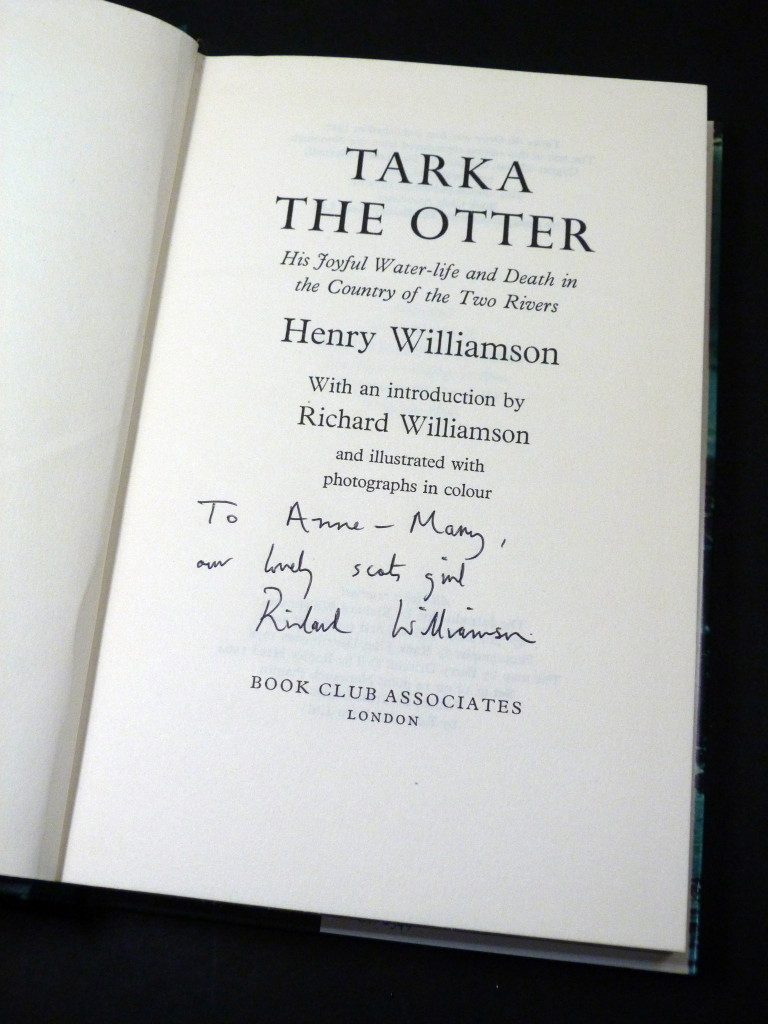 TARKA
THE OTTER
His Joyful Water-life and Death in
the Country of the Two Rivers
Henry Williamson
With an introduction by
Richard Williamson
and illustrated with
photographs in colour
To Anne-Mary,
our lovely scots girl
Richard Williamson
BOOK CLUB ASSOCIATES
LONDON